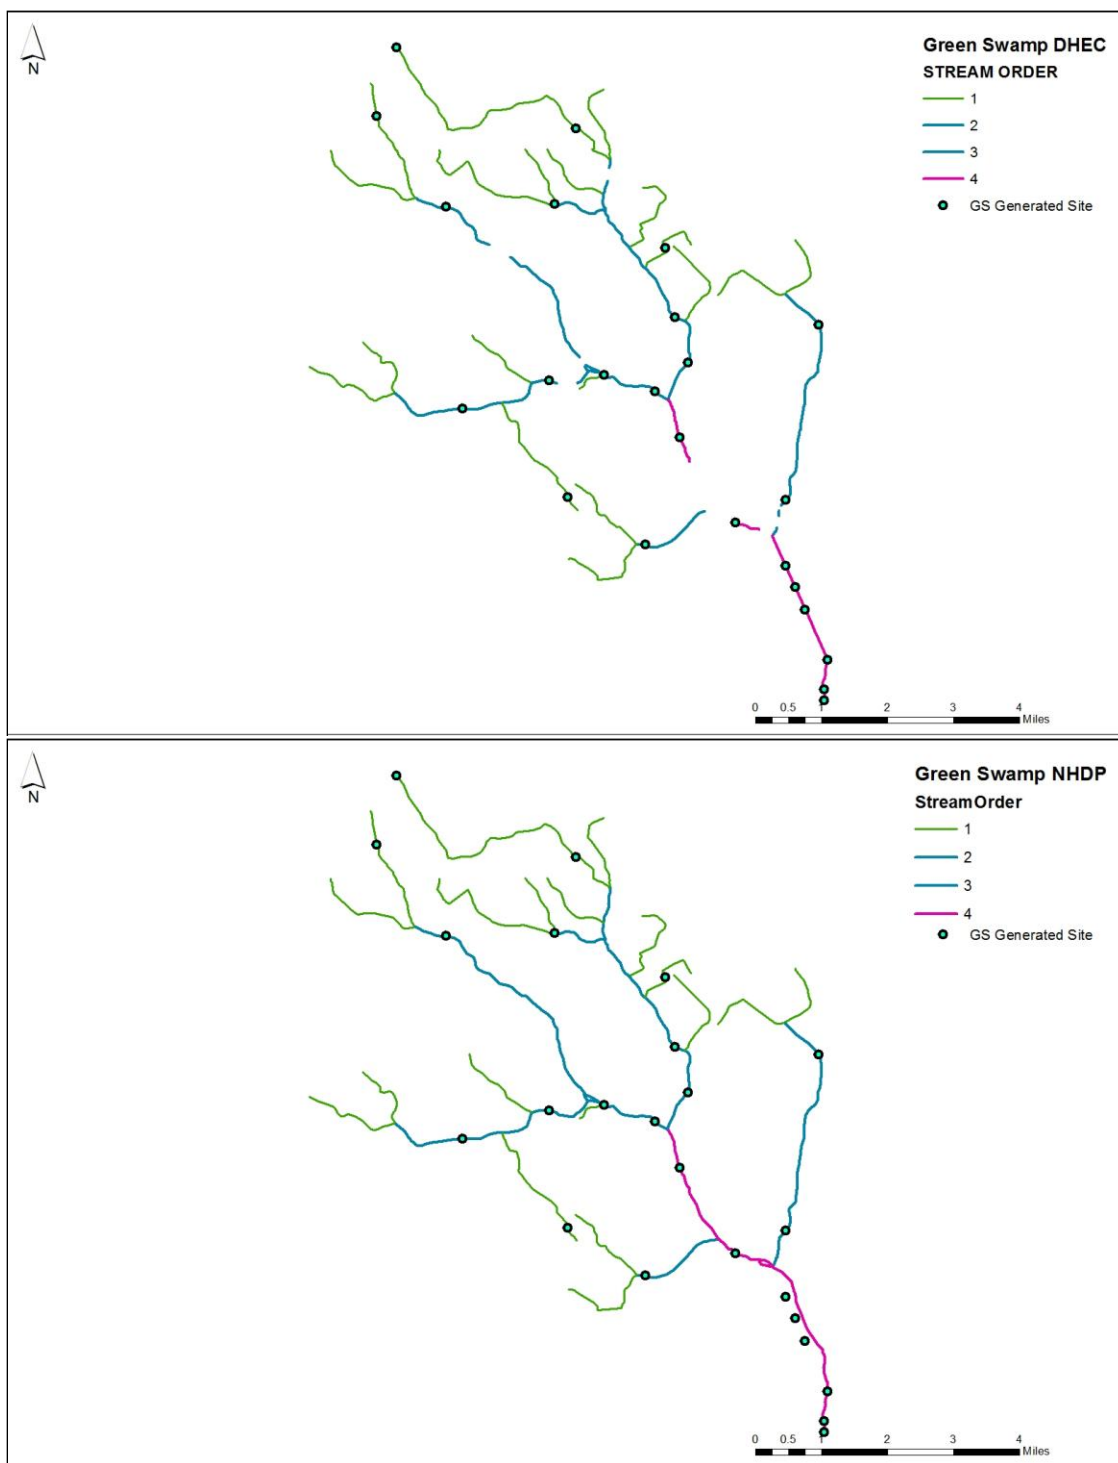 N
Green Swamp DHEC
STREAM ORDER
1
2
3
4
GS Generated Site
0 0.5 1 2 3 4
Miles
N
Green Swamp NHDP
StreamOrder
1
2
3
4
GS Generated Site
0 0.5 1 2 3 4
Miles